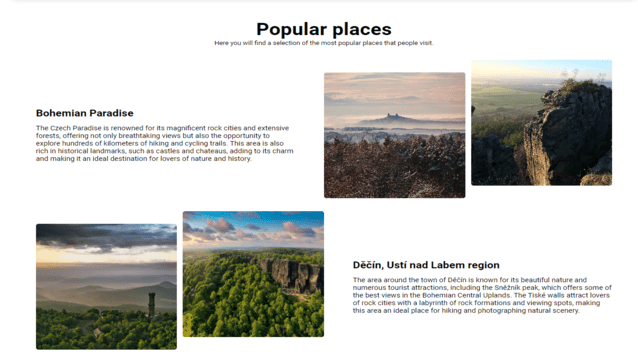 Popular places
Here you will find a selection of the most popular places that people visit.
Bohemian Paradise
The Czech Paradise is renowned for its magnificent rock cities and extensive
forests, offering not only breathtaking views but also the opportunity to
explore hundreds of kilometers of hiking and cycling trails. This area is also
rich in historical landmarks, such as castles and chateaus, adding to its charm
and making it an ideal destination for lovers of nature and history.
Děčín, Ustí nad Labem region
The area around the town of Děčín is known for its beautiful nature and
numerous tourist attractions, including the Sněžník peak, which offers some of
the best views in the Bohemian Central Uplands. The Tiské walls attract lovers
of rock cities with a labyrinth of rock formations and viewing spots, making
this area an ideal place for hiking and photographing natural scenery.